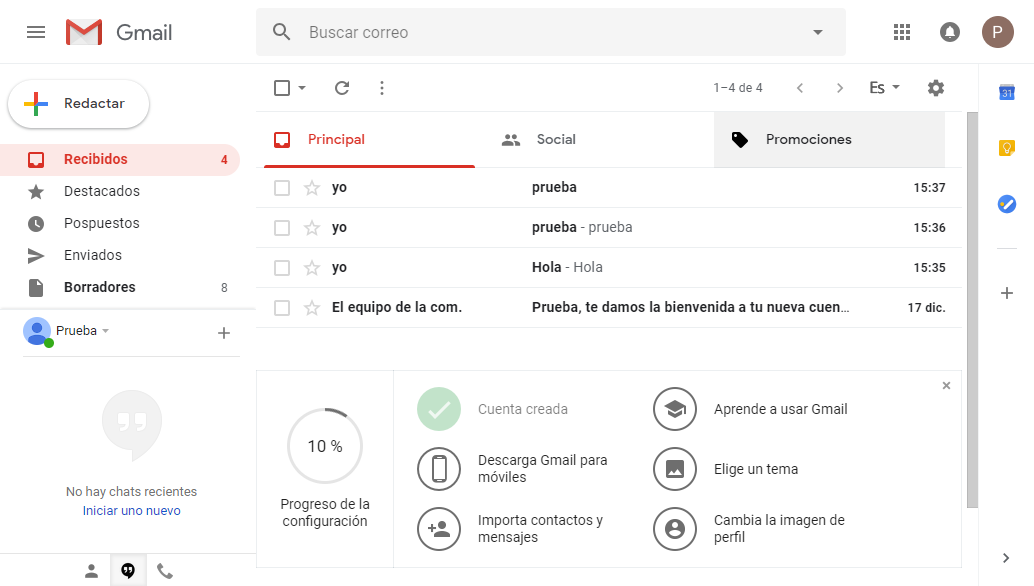 Gmail
Buscar correo
P
Redactar
1–4 de 4
Es
31
Recibidos 4
Destacados
Pospuestos
Enviados
Borradores 8
Principal
Social
Promociones
yo prueba 15:37
yo prueba - prueba 15:36
yo Hola - Hola 15:35
El equipo de la com. Prueba, te damos la bienvenida a tu nueva cuen… 17 dic.
Prueba
No hay chats recientes
Iniciar uno nuevo
10 %
Progreso de la
configuración
Cuenta creada
Descarga Gmail para
móviles
Importa contactos y
mensajes
Aprende a usar Gmail
Elige un tema
Cambia la imagen de
perfil